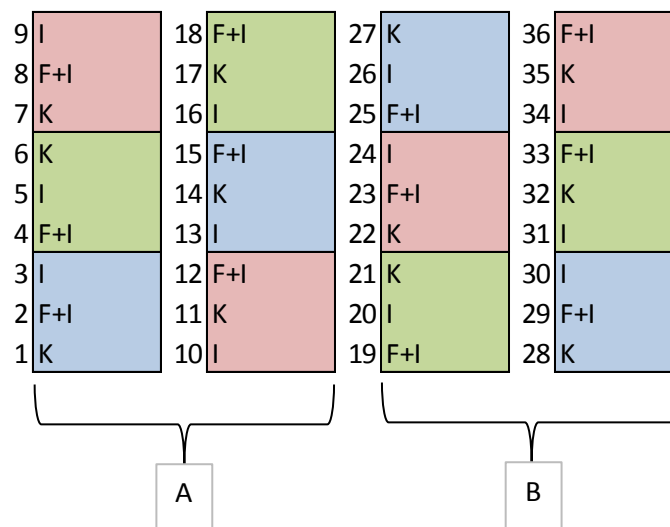 9 I 18 F+I 27 K 36 F+I
8 F+I 17 K 26 I 35 K
7 K 16 I 25 F+I 34 I
6 K 15 F+I 24 I 33 F+I
5 I 14 K 23 F+I 32 K
4 F+I 13 I 22 K 31 I
3 I 12 F+I 21 K 30 I
2 F+I 11 K 20 I 29 F+I
1 K 10 I 19 F+I 28 K
A B